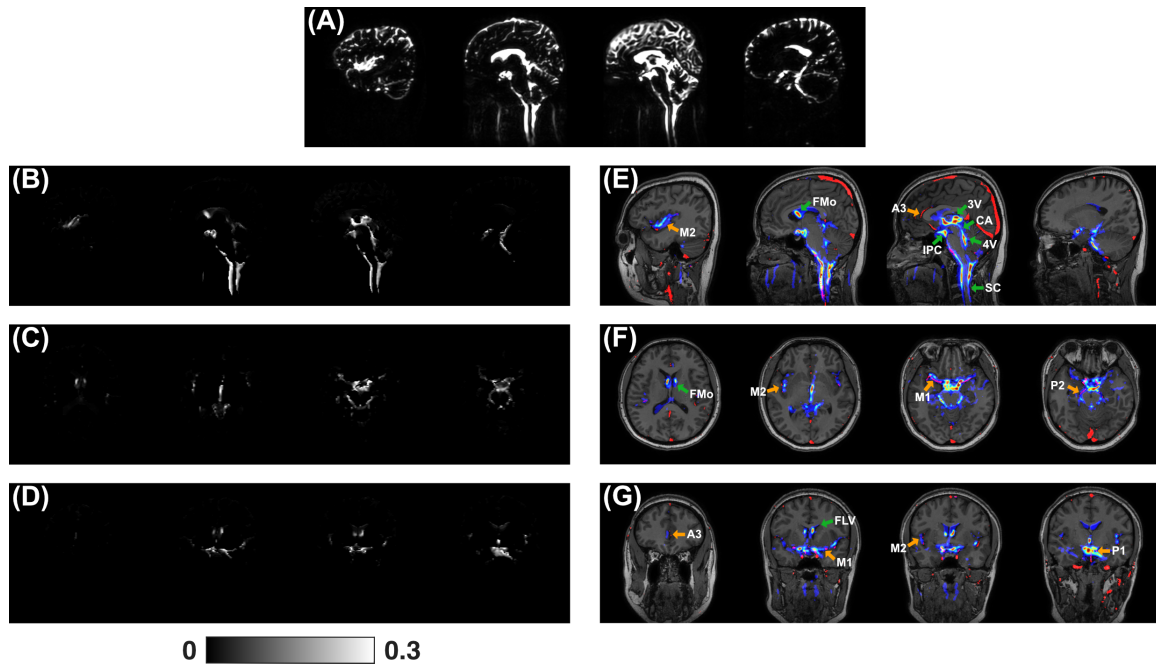 (A)
(B)
(E)
FMo
M2
A3
3V
CA
IPC
4V
SC
(C)
(F)
FMo
M2
M1
P2
(D)
(G)
A3
FLV
M1
M2
P1
0 0.3